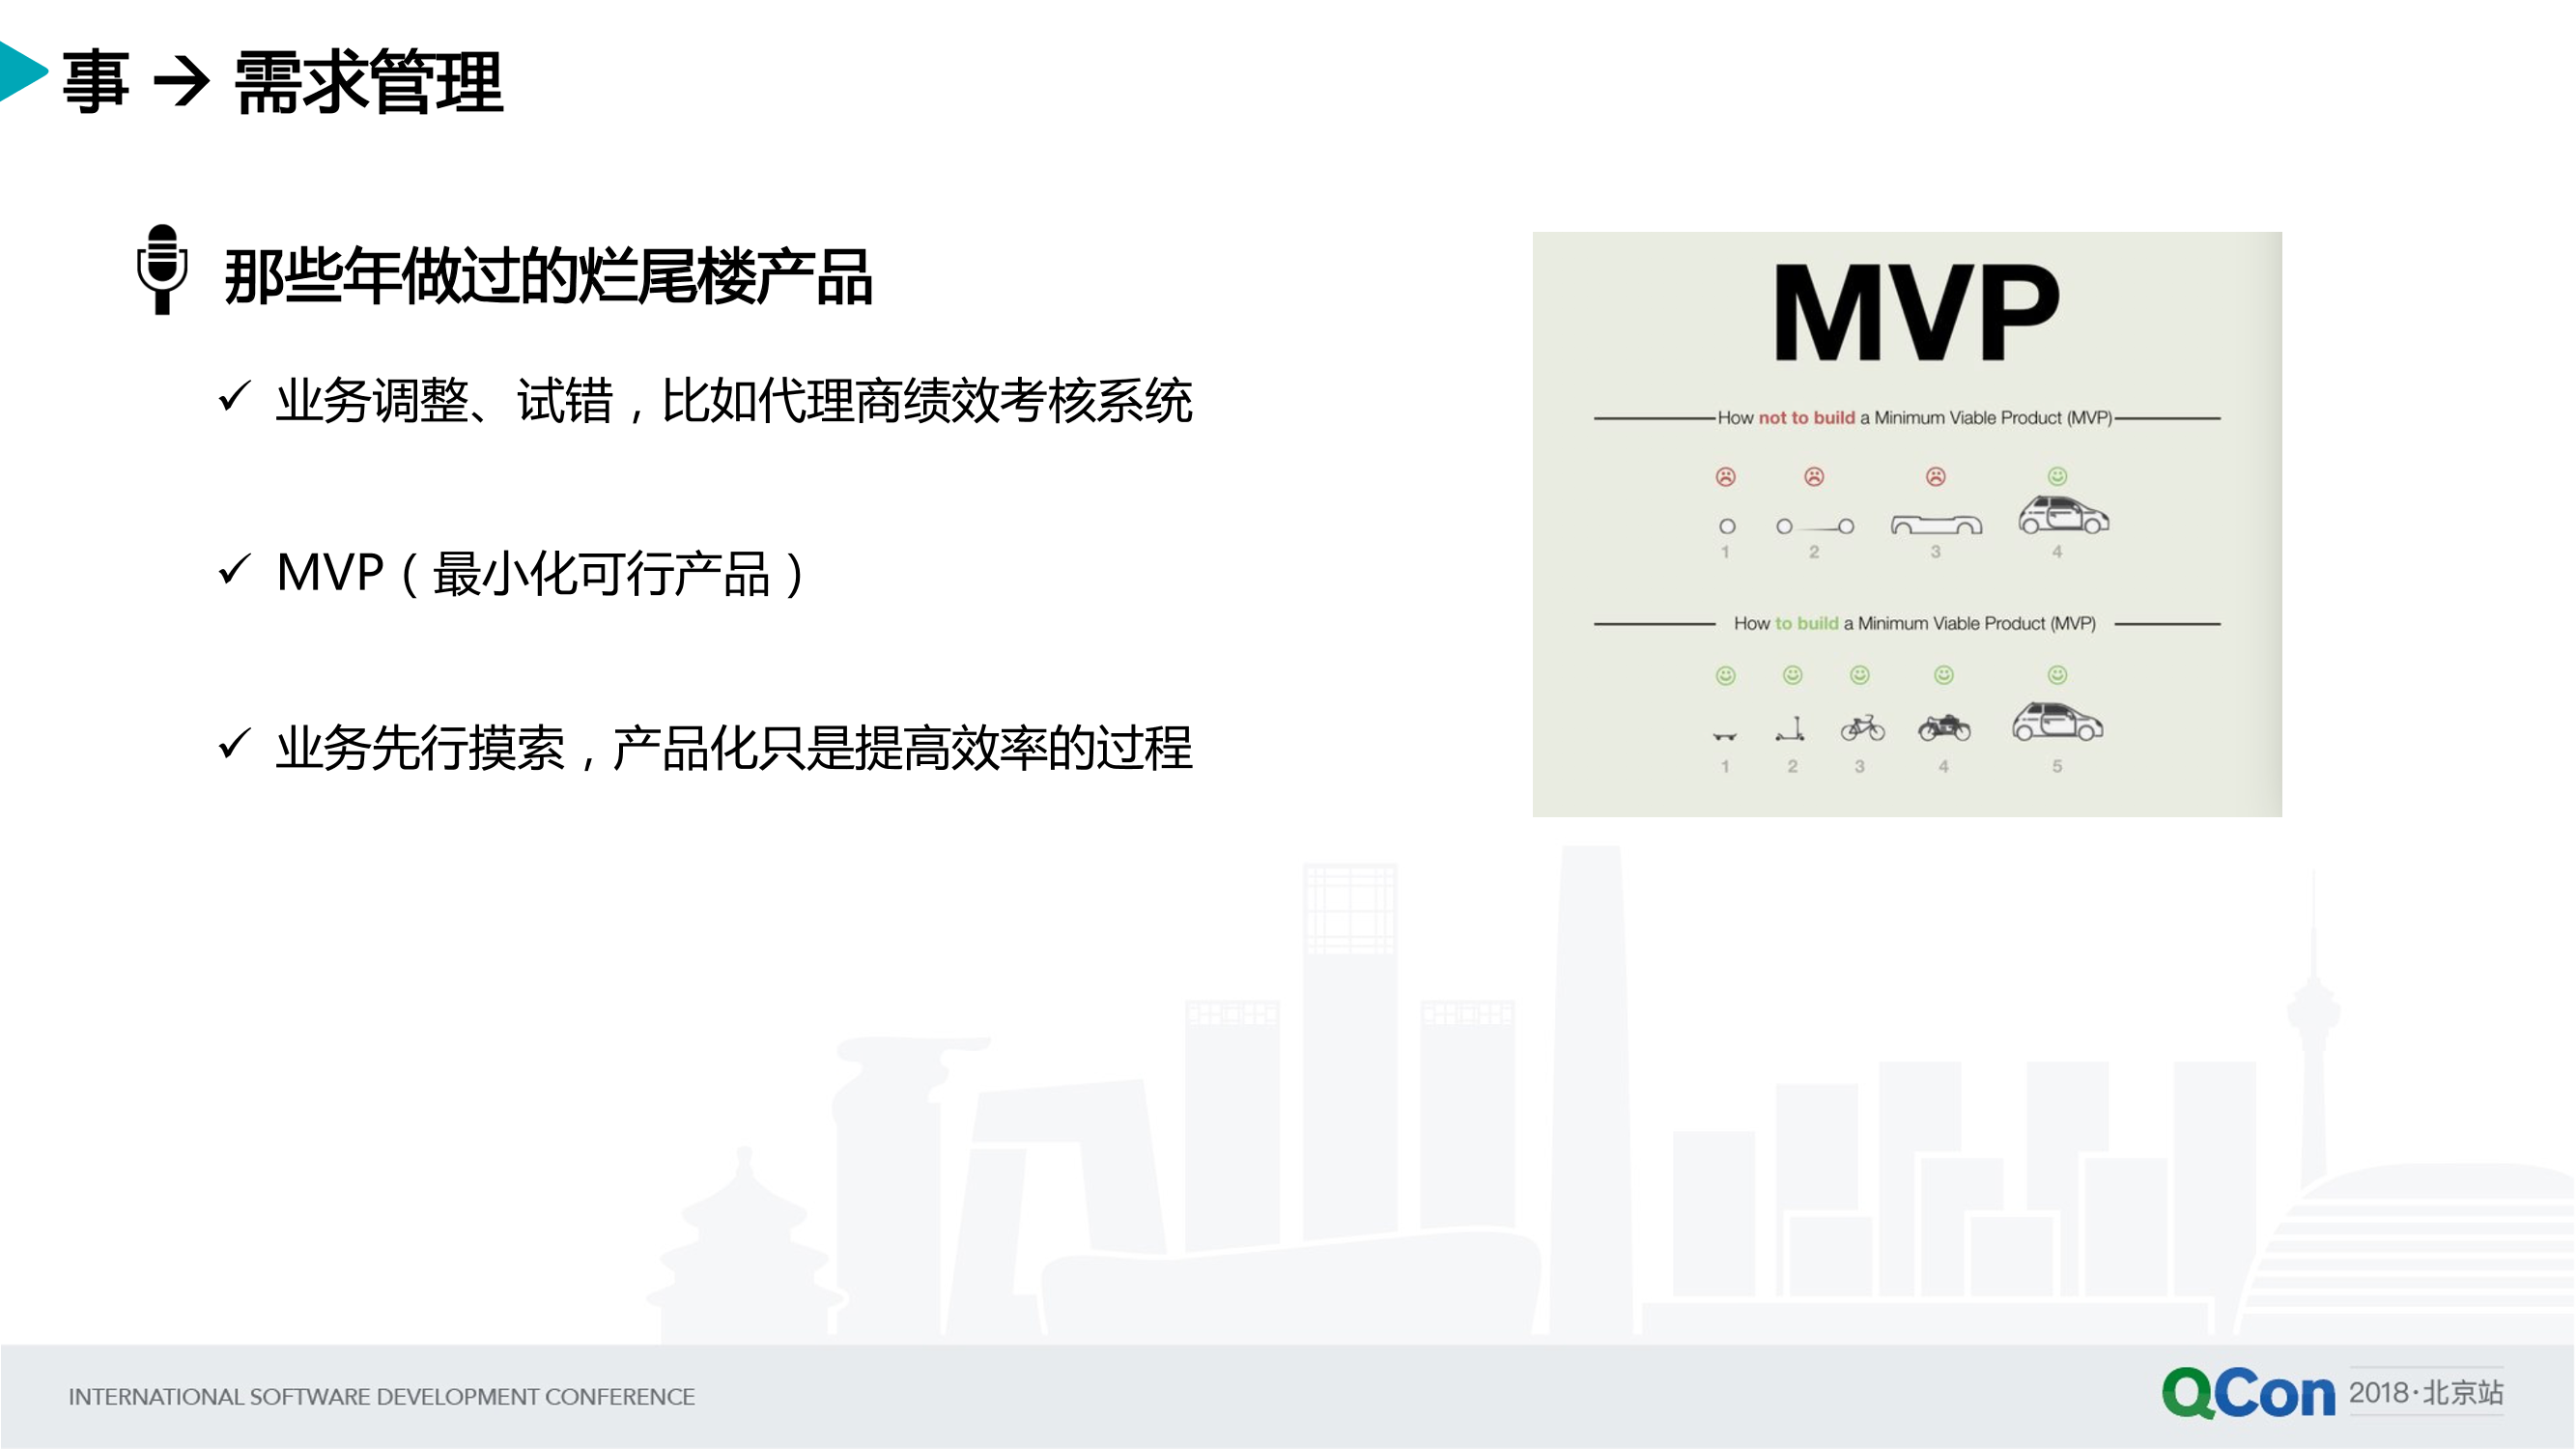 事 → 需求管理
那些年做过的烂尾楼产品
✓ 业务调整、试错，比如代理商绩效考核系统
✓ MVP（最小化可行产品）
✓ 业务先行摸索，产品化只是提高效率的过程
MVP
How not to build a Minimum Viable Product (MVP)
1 2 3 4
How to build a Minimum Viable Product (MVP)
1 2 3 4 5
INTERNATIONAL SOFTWARE DEVELOPMENT CONFERENCE
QCon 2018·北京站